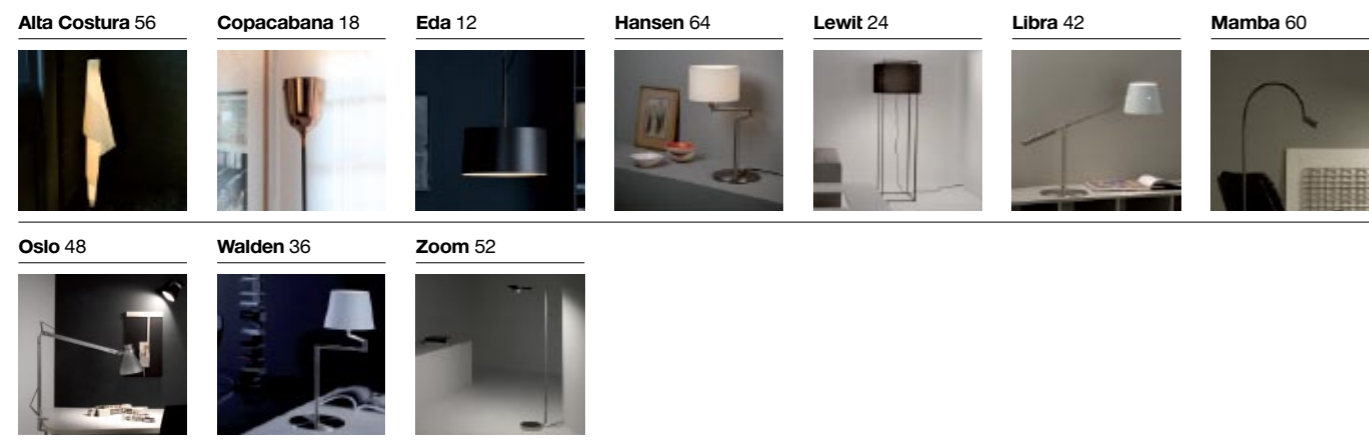 Alta Costura 56 Copacabana 18 Eda 12 Hansen 64 Lewit 24 Libra 42 Mamba 60
Oslo 48 Walden 36 Zoom 52